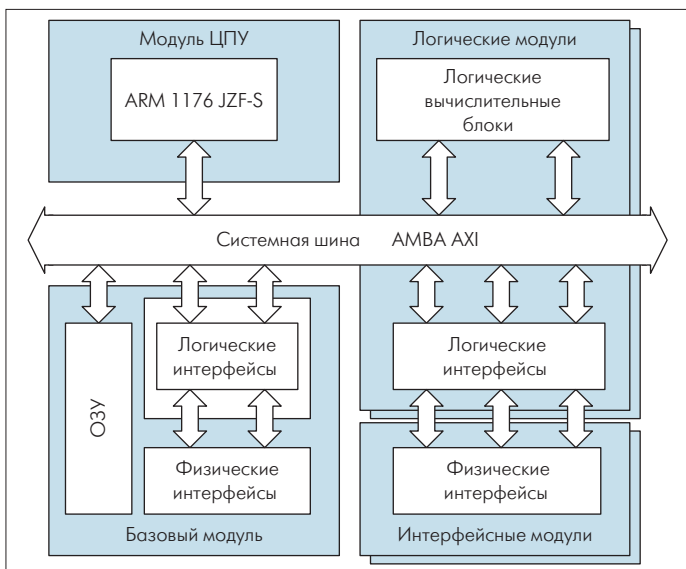 Модуль ЦПУ
ARM 1176 JZF-S
Логические модули
Логические
вычислительные
блоки
Системная шина AMBA AXI
ОЗУ
Логические
интерфейсы
Физические
интерфейсы
Базовый модуль
Логические
интерфейсы
Физические
интерфейсы
Интерфейсные модули